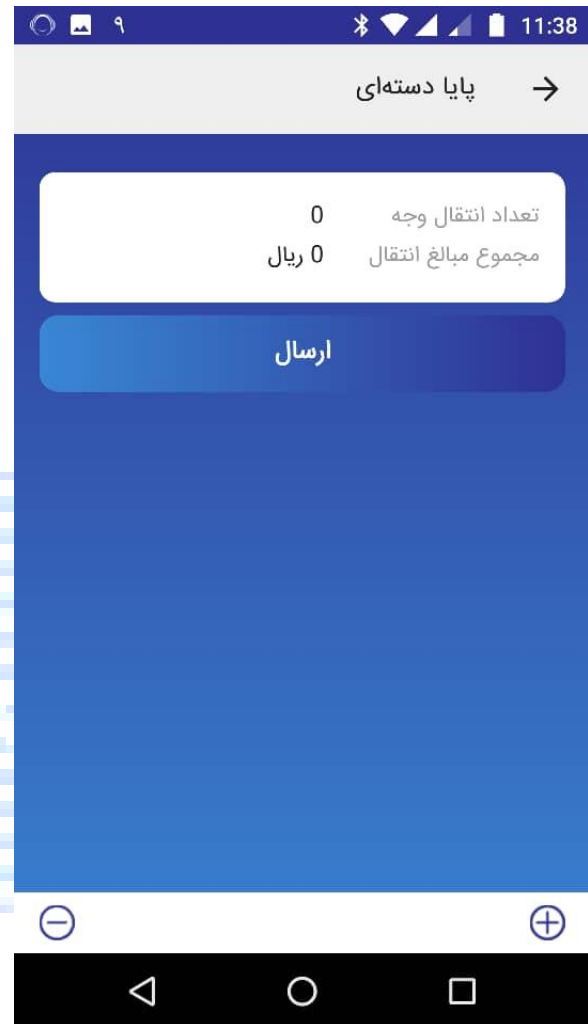 ۹ 11:38
پایا دسته‌ای
تعداد انتقال وجه 0
مجموع مبالغ انتقال 0 ریال
ارسال